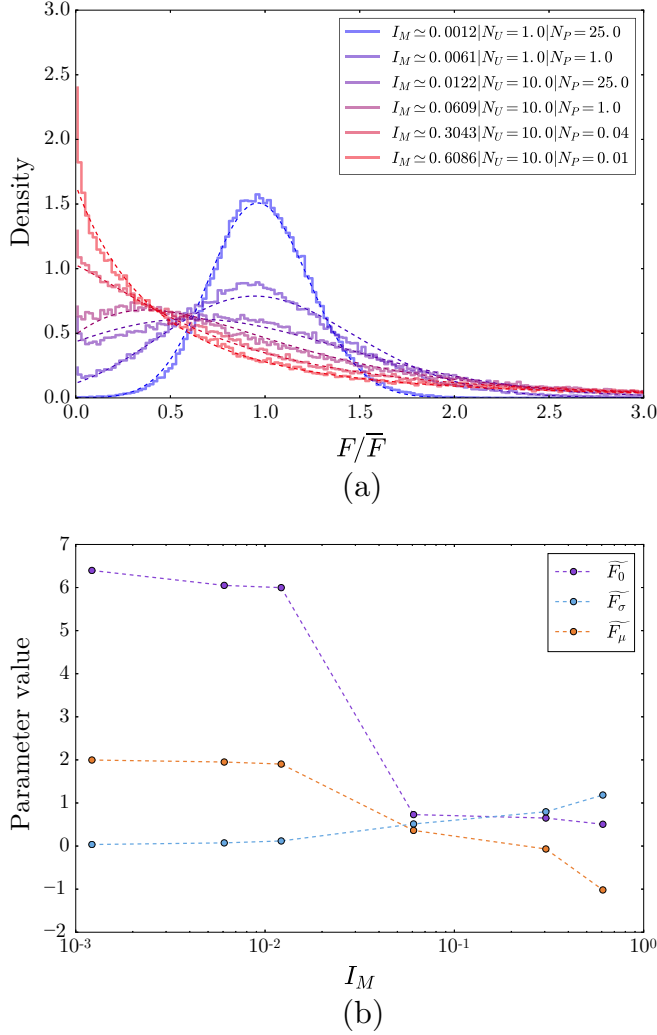 3.0
2.5
2.0
1.5
1.0
0.5
0.0
Density
I_M ≃ 0.0012|N_U = 1.0|N_P = 25.0
I_M ≃ 0.0061|N_U = 1.0|N_P = 1.0
I_M ≃ 0.0122|N_U = 10.0|N_P = 25.0
I_M ≃ 0.0609|N_U = 10.0|N_P = 1.0
I_M ≃ 0.3043|N_U = 10.0|N_P = 0.04
I_M ≃ 0.6086|N_U = 10.0|N_P = 0.01
0.0 0.5 1.0 1.5 2.0 2.5 3.0
F/F̅
(a)
7
6
5
4
3
2
1
0
−1
−2
Parameter value
F̃_0
F̃_σ
F̃_μ
10⁻³ 10⁻² 10⁻¹ 10⁰
I_M
(b)